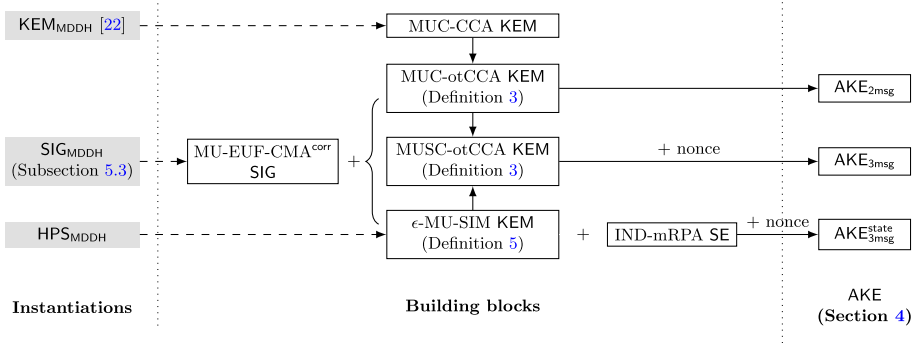 KEM_MDDH [22]
MUC-CCA KEM
MUC-otCCA KEM
(Definition 3)
AKE_2msg
SIG_MDDH
(Subsection 5.3)
MU-EUF-CMA^corr
SIG
+
MUSC-otCCA KEM
(Definition 3)
+ nonce
AKE_3msg
HPS_MDDH
ϵ-MU-SIM KEM
(Definition 5)
+
IND-mRPA SE
+ nonce
AKE^state_3msg
Instantiations
Building blocks
AKE
(Section 4)